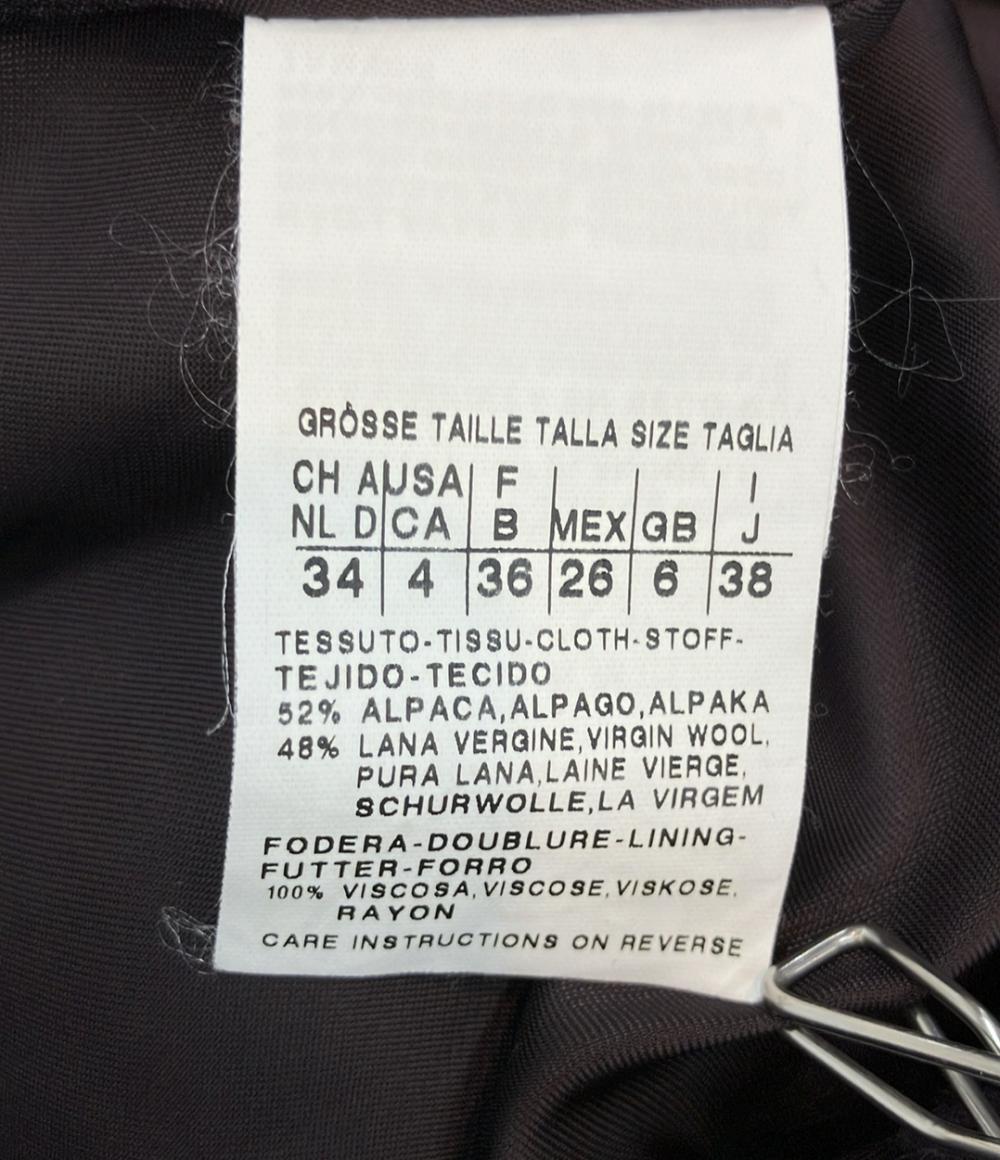 GRÖSSE TAILLE TALLA SIZE TAGLIA
CH A USA F I
NL D CA B MEX GB J
34 4 36 26 6 38
TESSUTO-TISSU-CLOTH-STOFF-
TEJIDO-TECIDO
52% ALPACA,ALPAGO,ALPAKA
48% LANA VERGINE,VIRGIN WOOL,
PURA LANA,LAINE VIERGE,
SCHURWOLLE,LA VIRGEM
FODERA-DOUBLURE-LINING-
FUTTER-FORRO
100% VISCOSA,VISCOSE,VISKOSE,
RAYON
CARE INSTRUCTIONS ON REVERSE